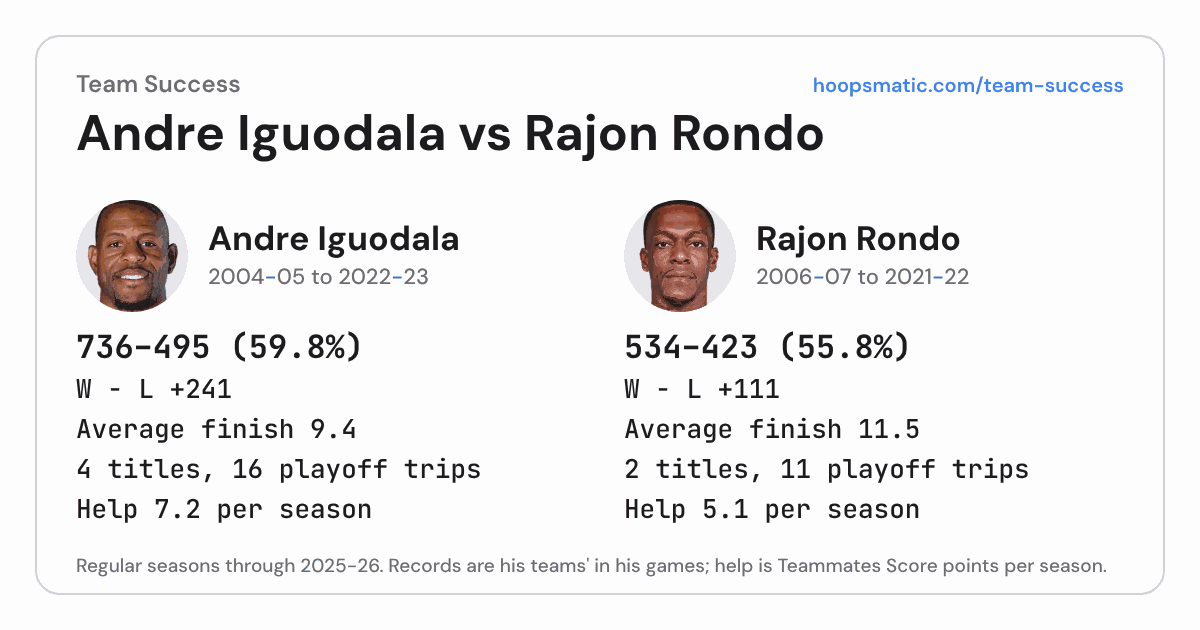 Team Success
hoopsmatic.com/team-success
Andre Iguodala vs Rajon Rondo
Andre Iguodala
2004-05 to 2022-23
736-495 (59.8%)
W - L +241
Average finish 9.4
4 titles, 16 playoff trips
Help 7.2 per season
Rajon Rondo
2006-07 to 2021-22
534-423 (55.8%)
W - L +111
Average finish 11.5
2 titles, 11 playoff trips
Help 5.1 per season
Regular seasons through 2025-26. Records are his teams' in his games; help is Teammates Score points per season.